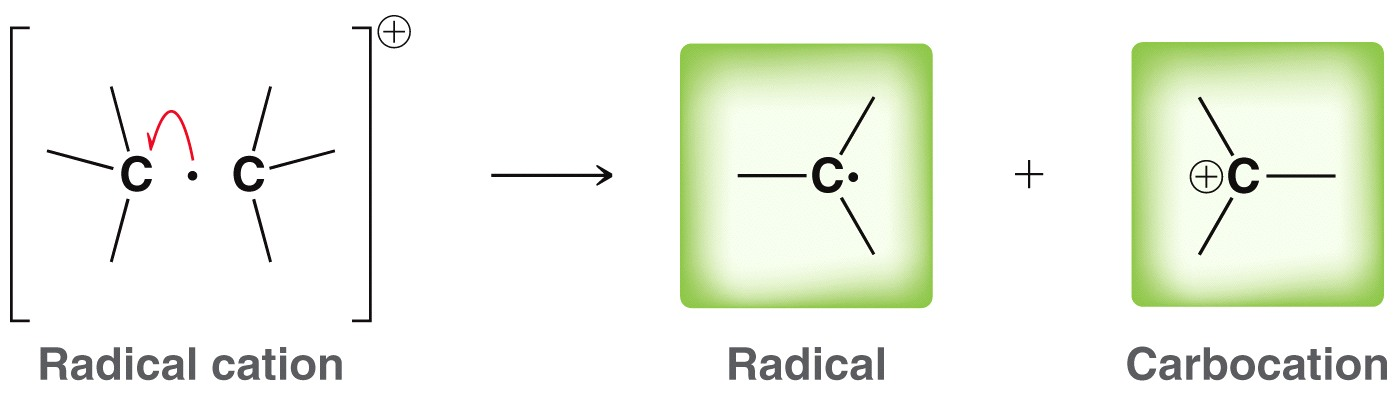 ⊕
C · C
C·
+
⊕C
Radical cation
Radical
Carbocation